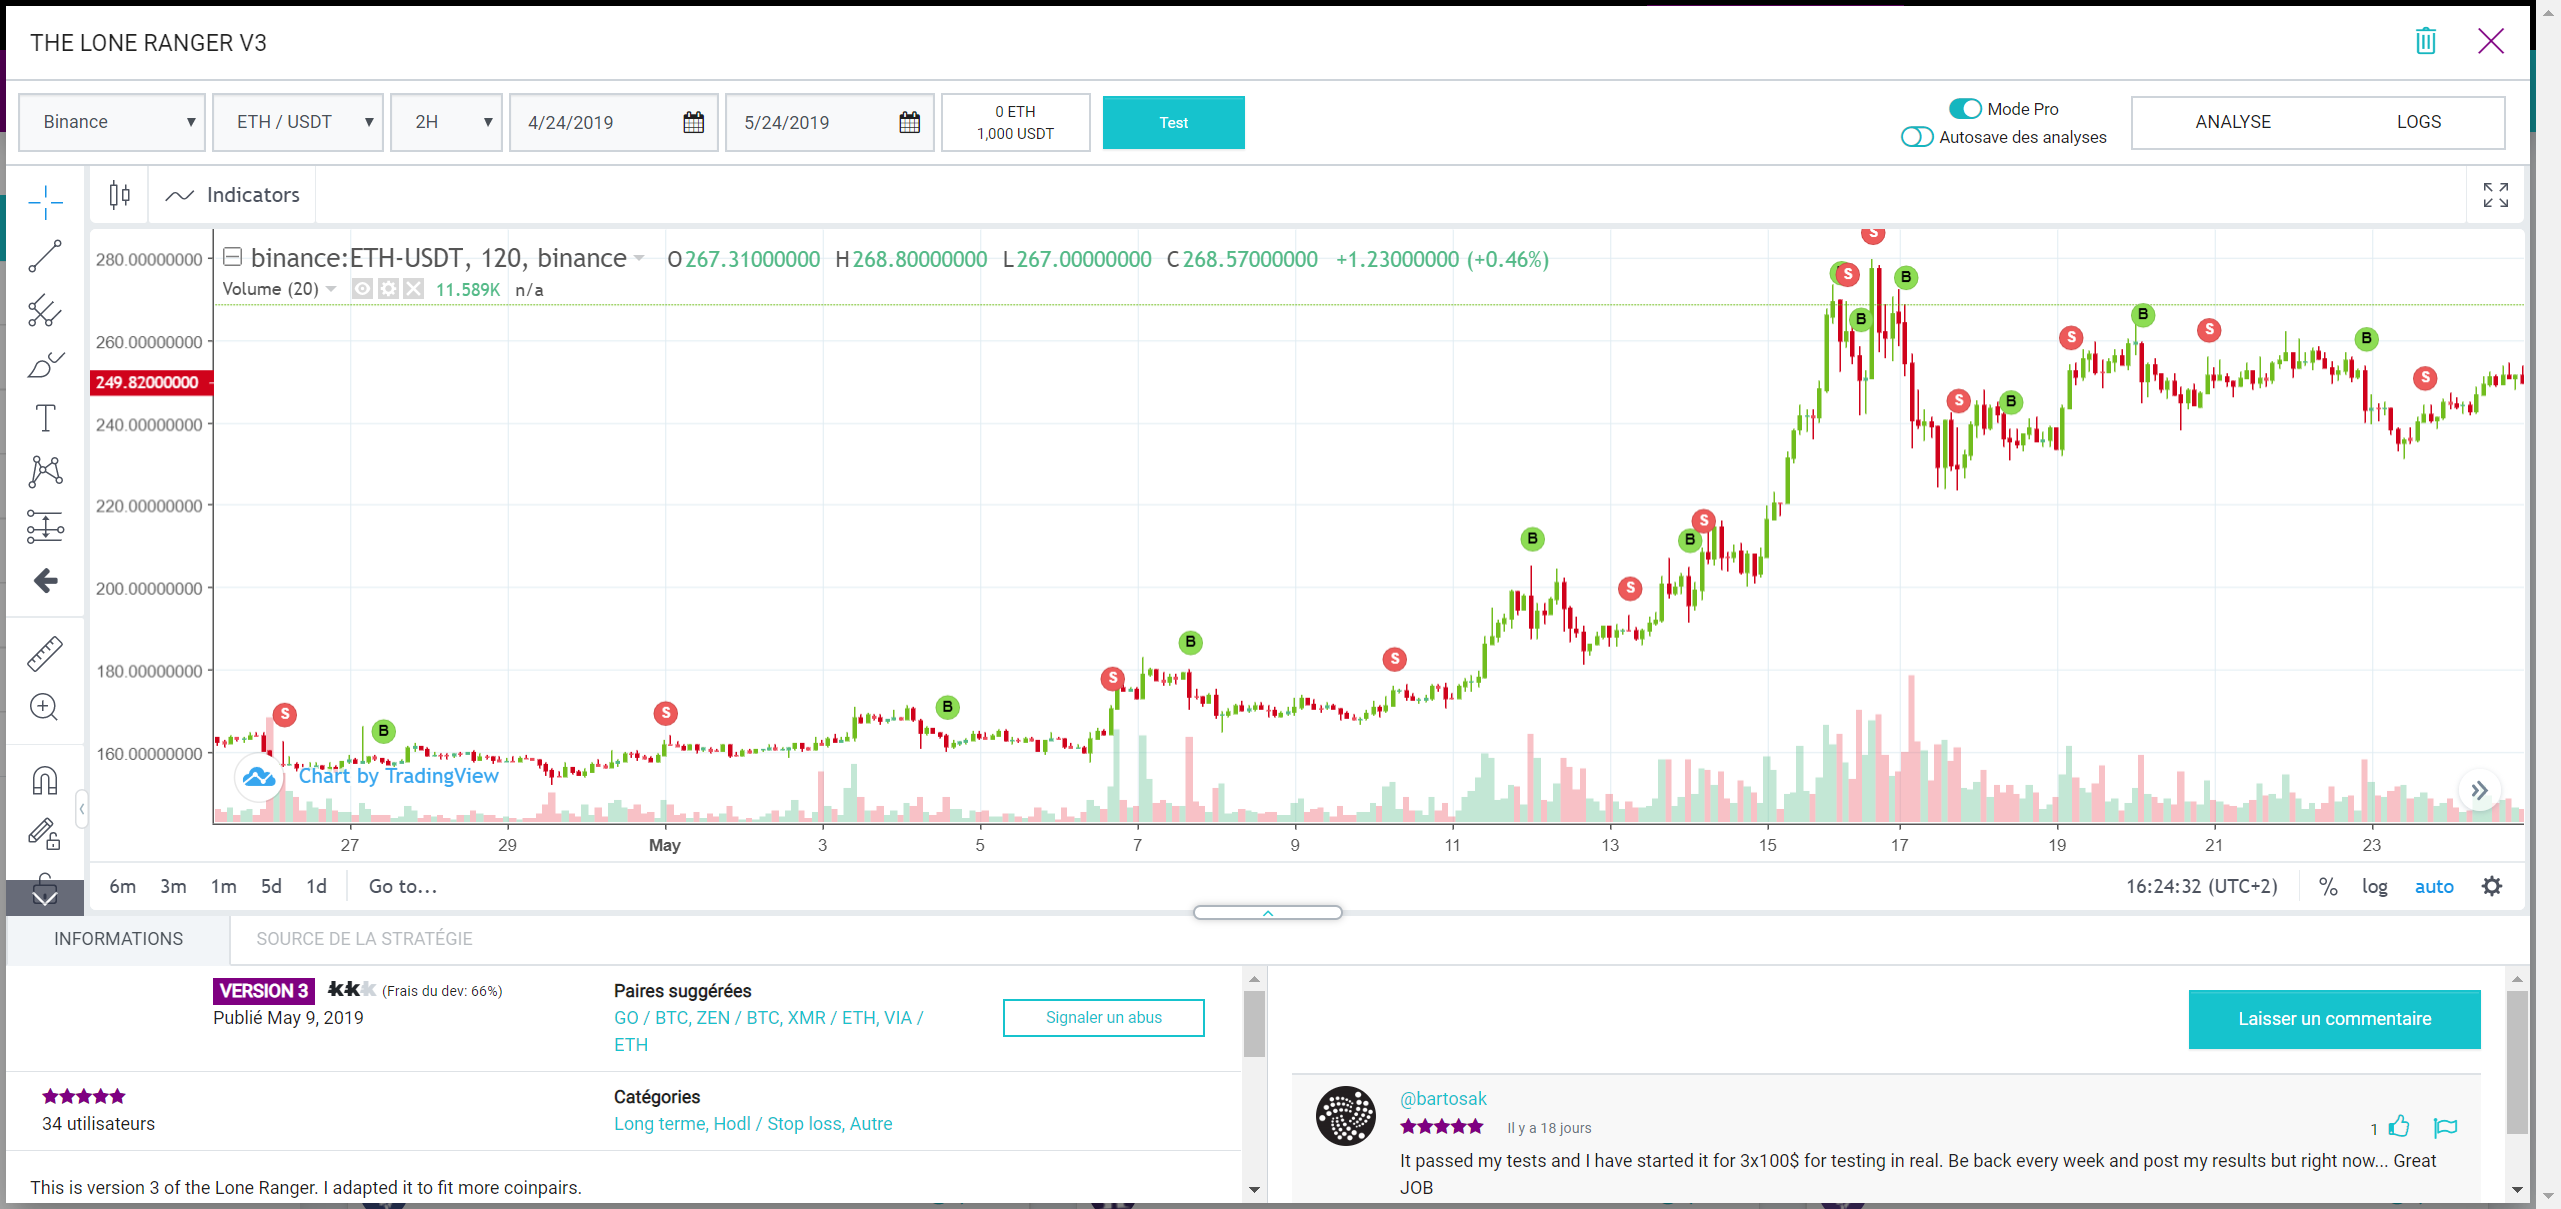 THE LONE RANGER V3
Binance ETH / USDT 2H 4/24/2019 5/24/2019
0 ETH
1,000 USDT
Test
Mode Pro
Autosave des analyses
ANALYSE LOGS
Indicators
binance:ETH-USDT, 120, binance O267.31000000 H268.80000000 L267.00000000 C268.57000000 +1.23000000 (+0.46%)
Volume (20) 11.589K n/a
280.00000000
260.00000000
249.82000000
240.00000000
220.00000000
200.00000000
180.00000000
160.00000000
S
B
S
B
S
B
S
B
S
B
S
B
S
B
S
B
S
B
S
B
S
B
S
Chart by TradingView
27 29 May 3 5 7 9 11 13 15 17 19 21 23
6m 3m 1m 5d 1d Go to... 16:24:32 (UTC+2) % log auto
INFORMATIONS SOURCE DE LA STRATÉGIE
VERSION 3 kkk (Frais du dev: 66%)
Publié May 9, 2019
Paires suggérées
GO / BTC, ZEN / BTC, XMR / ETH, VIA /
ETH
Signaler un abus
34 utilisateurs
Catégories
Long terme, Hodl / Stop loss, Autre
This is version 3 of the Lone Ranger. I adapted it to fit more coinpairs.
Laisser un commentaire
@bartosak
Il y a 18 jours
1
It passed my tests and I have started it for 3x100$ for testing in real. Be back every week and post my results but right now... Great
JOB